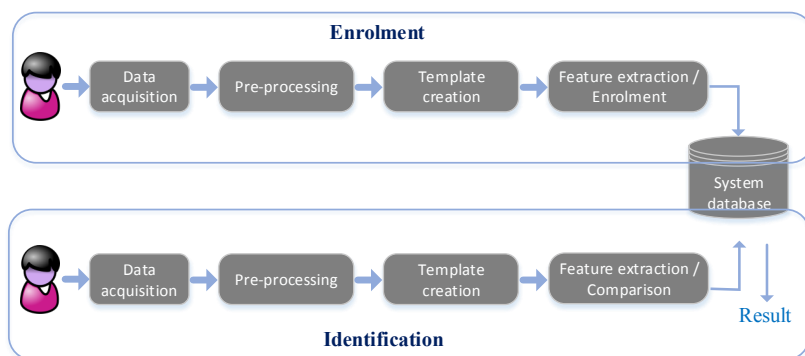 Enrolment
Data
acquisition
Pre-processing
Template
creation
Feature extraction /
Enrolment
System
database
Data
acquisition
Pre-processing
Template
creation
Feature extraction /
Comparison
Result
Identification